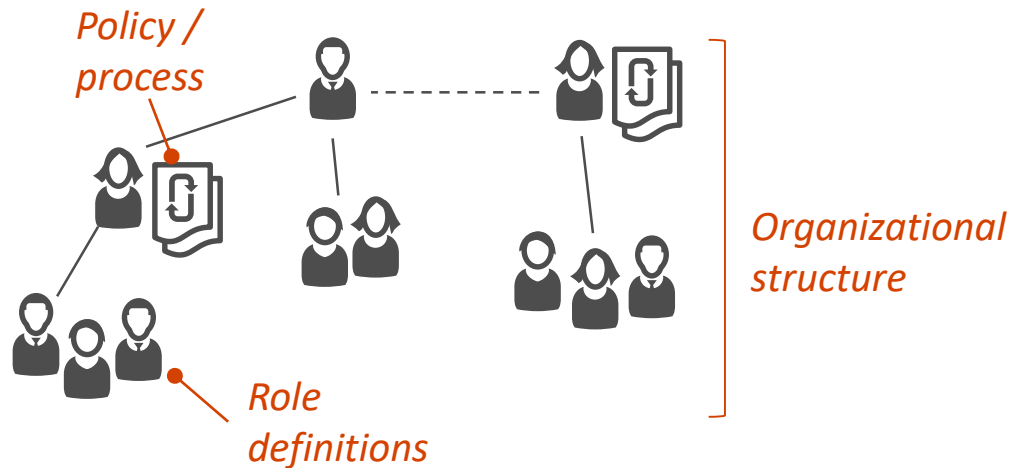 Policy /
process
Organizational
structure
Role
definitions